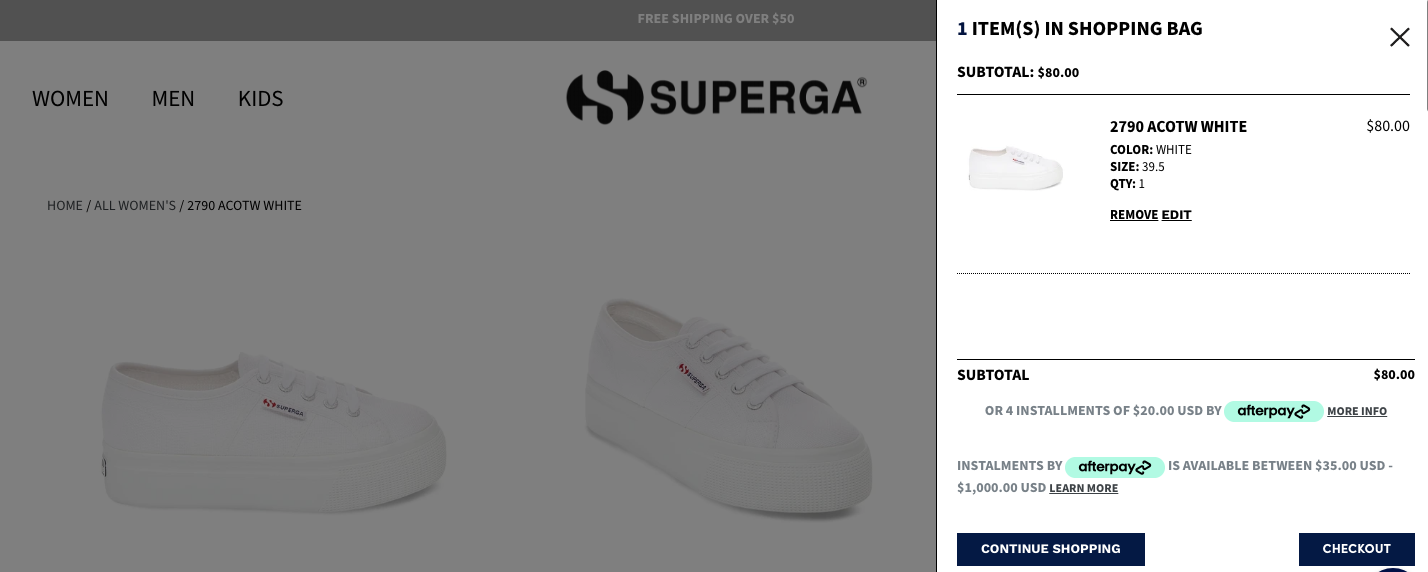 FREE SHIPPING OVER $50
WOMEN MEN KIDS
SUPERGA®
HOME / ALL WOMEN'S / 2790 ACOTW WHITE
SUPERGA
SUPERGA
1 ITEM(S) IN SHOPPING BAG
SUBTOTAL: $80.00
2790 ACOTW WHITE $80.00
COLOR: WHITE
SIZE: 39.5
QTY: 1
REMOVE EDIT
SUBTOTAL $80.00
OR 4 INSTALLMENTS OF $20.00 USD BY afterpay MORE INFO
INSTALMENTS BY afterpay IS AVAILABLE BETWEEN $35.00 USD -
$1,000.00 USD LEARN MORE
CONTINUE SHOPPING CHECKOUT